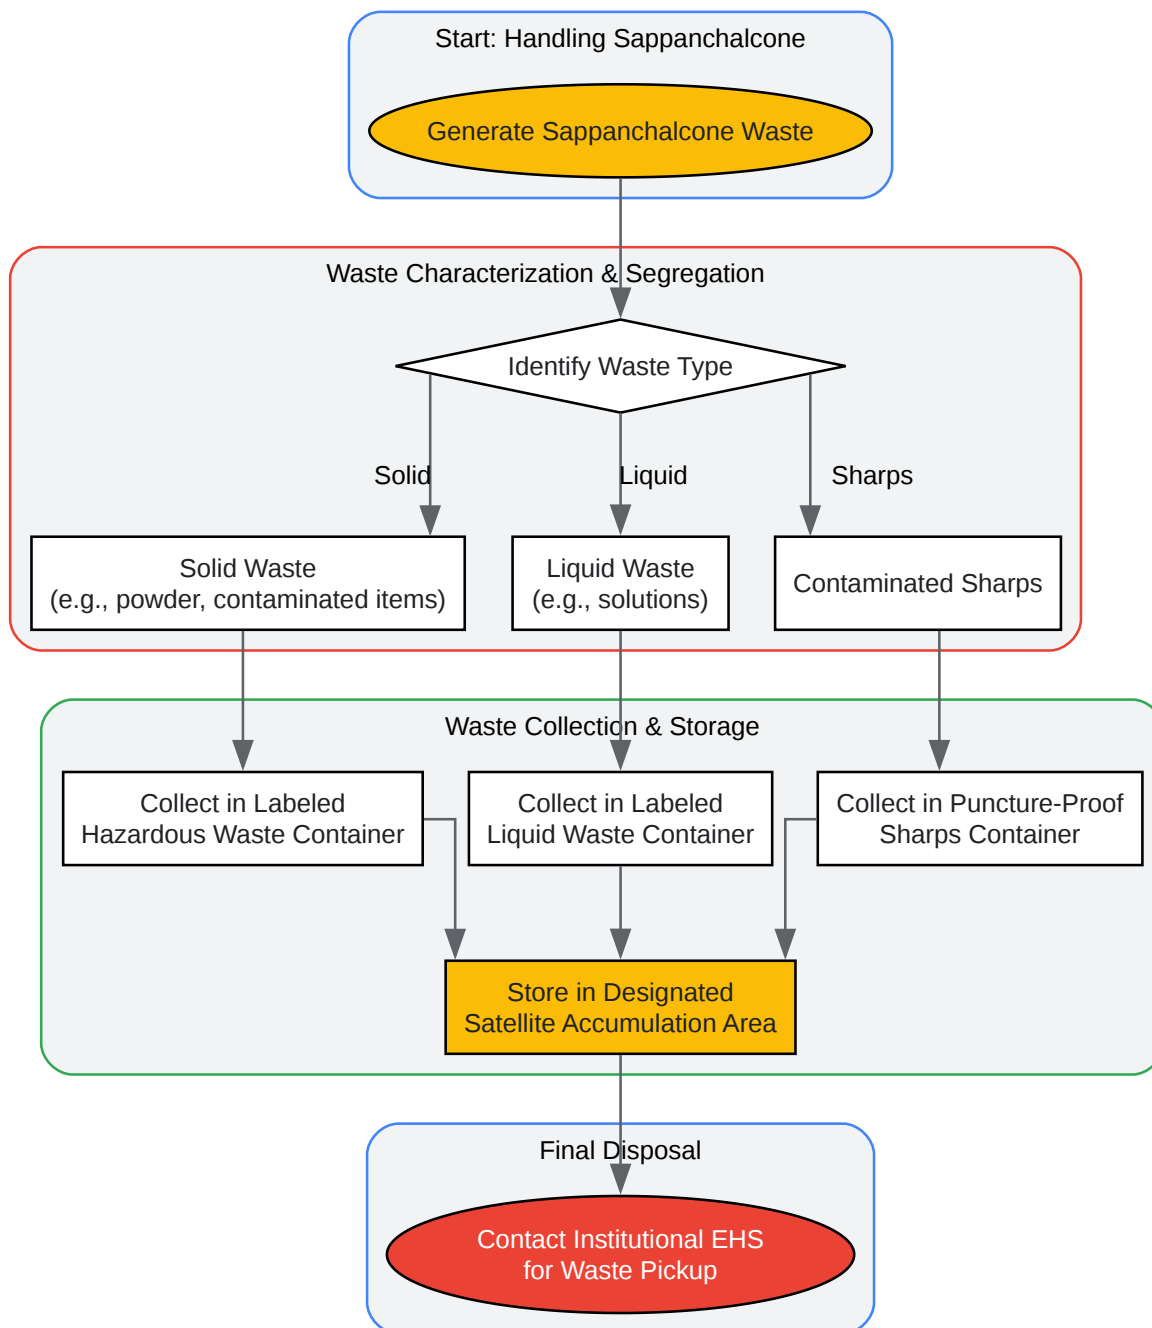 Start: Handling Sappanchalcone
Generate Sappanchalcone Waste
Waste Characterization & Segregation
Identify Waste Type
Solid
Liquid
Sharps
Solid Waste
(e.g., powder, contaminated items)
Liquid Waste
(e.g., solutions)
Contaminated Sharps
Waste Collection & Storage
Collect in Labeled
Hazardous Waste Container
Collect in Labeled
Liquid Waste Container
Collect in Puncture-Proof
Sharps Container
Store in Designated
Satellite Accumulation Area
Final Disposal
Contact Institutional EHS
for Waste Pickup